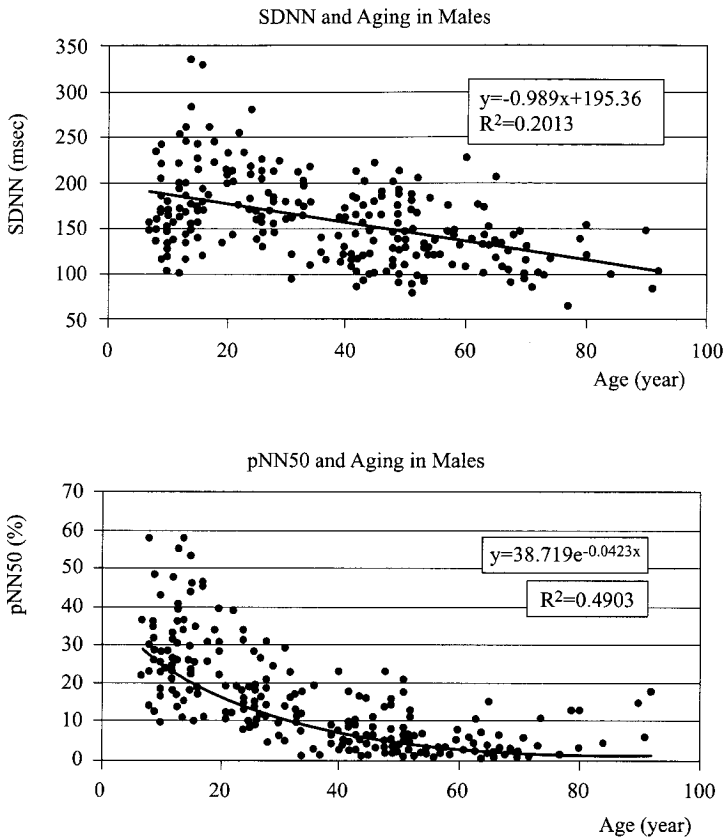 SDNN and Aging in Males
350
300
250
200
150
100
50
SDNN (msec)
y=-0.989x+195.36
R²=0.2013
0 20 40 60 80 100
Age (year)
pNN50 and Aging in Males
70
60
50
40
30
20
10
0
pNN50 (%)
y=38.719e^-0.0423x
R²=0.4903
0 20 40 60 80 100
Age (year)